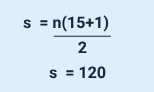 s = n(15+1)
2
s = 120